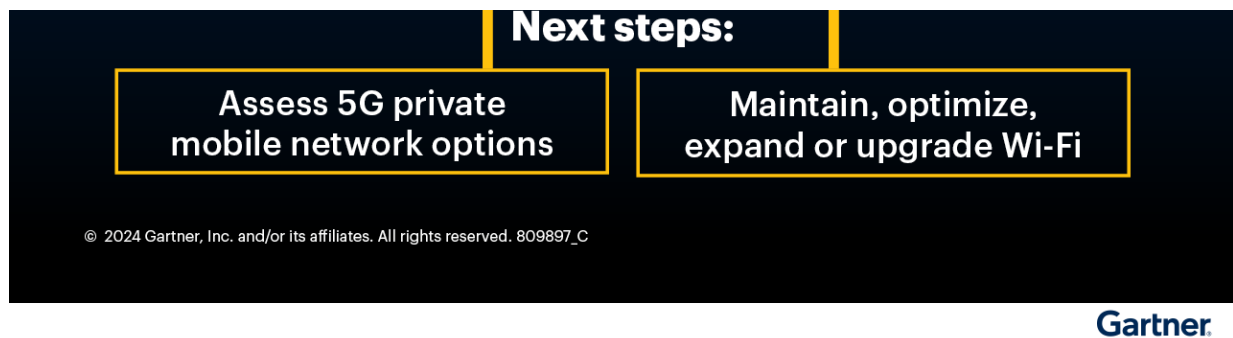 Next steps:
Assess 5G private
mobile network options
Maintain, optimize,
expand or upgrade Wi-Fi
© 2024 Gartner, Inc. and/or its affiliates. All rights reserved. 809897_C
Gartner®